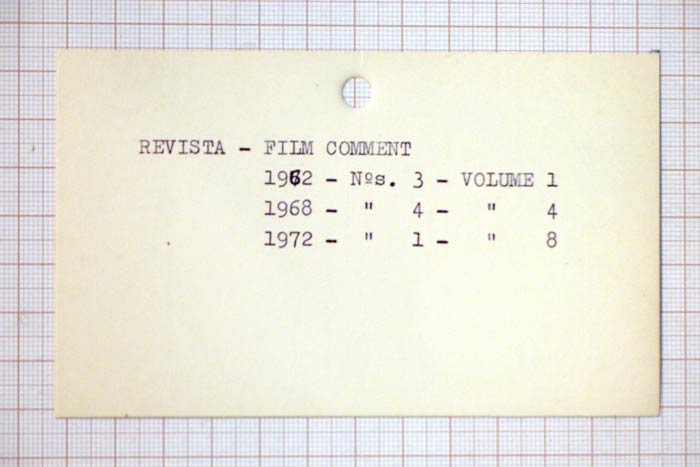 REVISTA - FILM COMMENT
1962 - Nºs. 3 - VOLUME 1
1968 - " 4 - " 4
1972 - " 1 - " 8